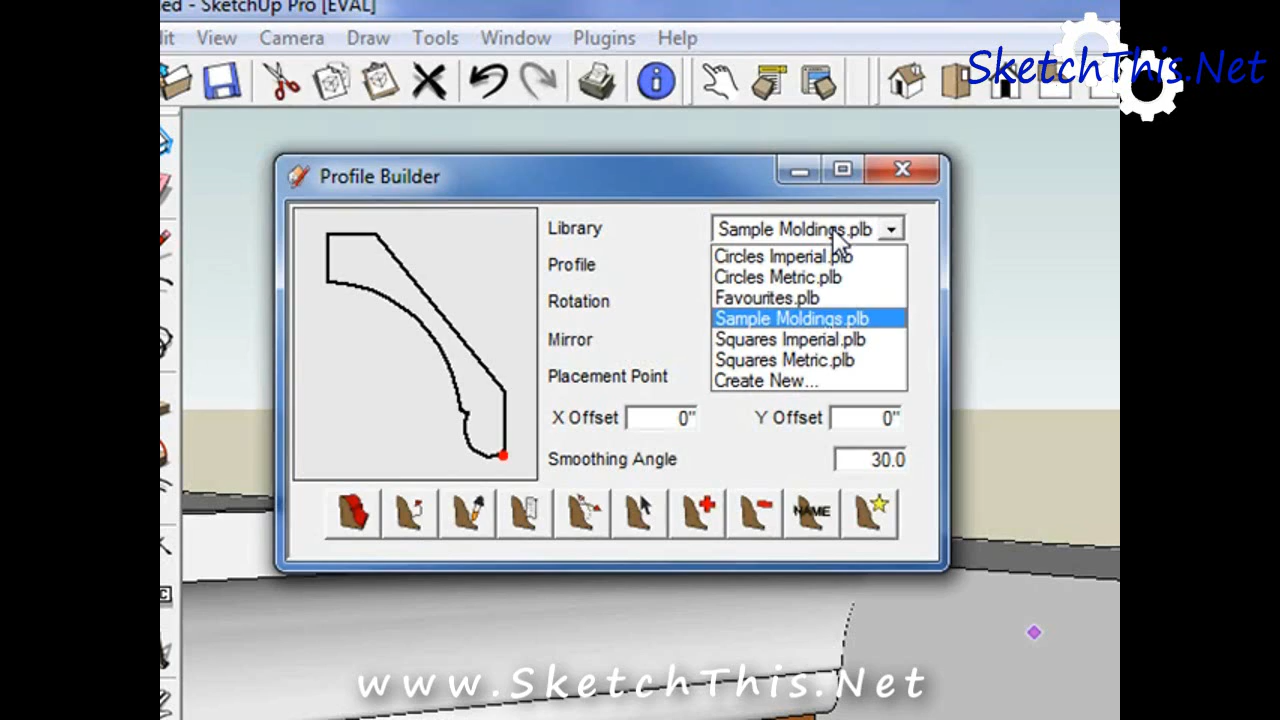 ed - SketchUp Pro [EVAL]
SketchThis.Net
it View Camera Draw Tools Window Plugins Help
Profile Builder
Library Sample Moldings.plb
Circles Imperial.plb
Profile
Circles Metric.plb
Favourites.plb
Rotation
Sample Moldings.plb
Mirror Squares Imperial.plb
Squares Metric.plb
Placement Point Create New...
X Offset 0" Y Offset 0"
Smoothing Angle 30.0
NAME
www.SketchThis.Net